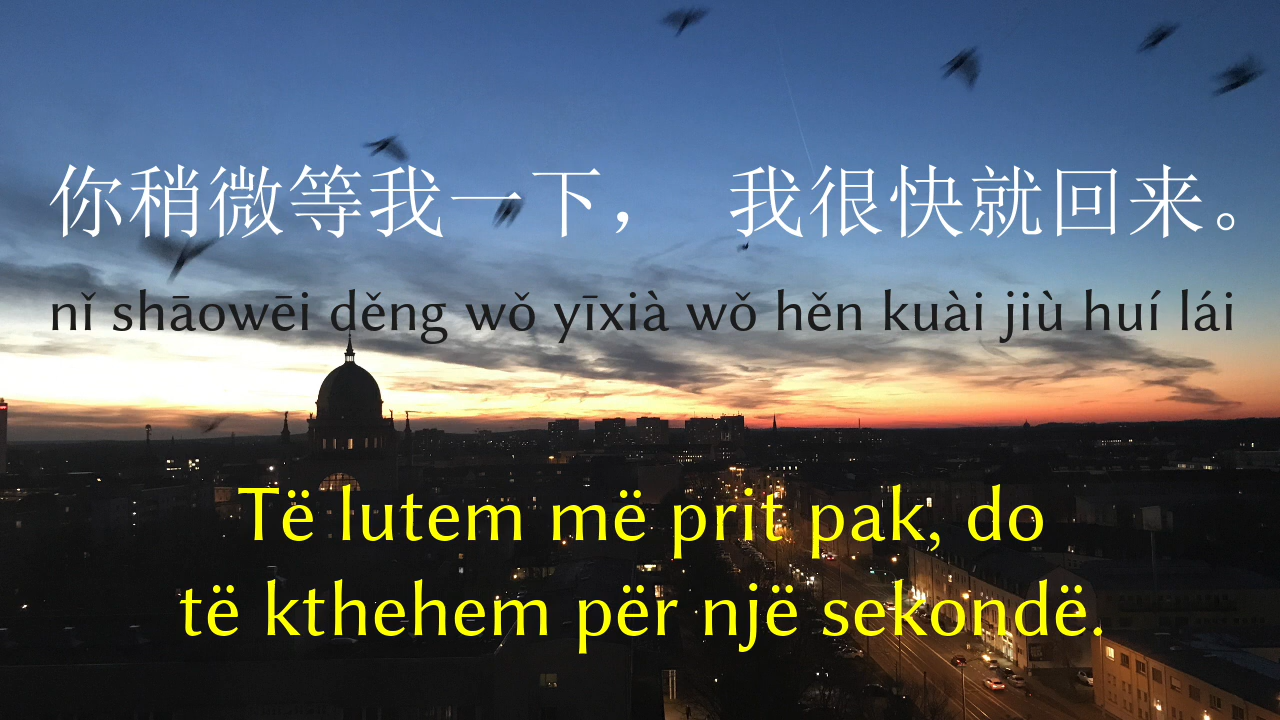 你稍微等我一下， 我很快就回来。
nǐ shāowēi děng wǒ yīxià wǒ hěn kuài jiù huí lái
Të lutem më prit pak, do
të kthehem për një sekondë.